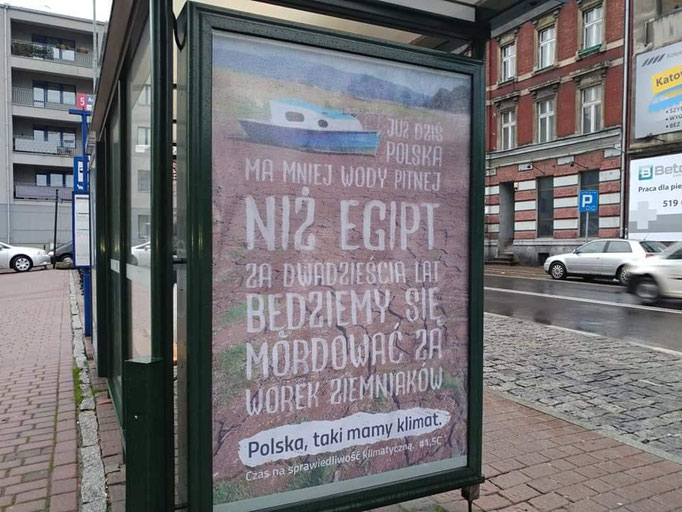 JUŻ DZIŚ
POLSKA
MA MNIEJ WODY PITNEJ
NIŻ EGIPT
ZA DWADZIEŚCIA LAT
BĘDZIEMY SIĘ
MORDOWAĆ ZA
WOREK ZIEMNIAKÓW
Polska, taki mamy klimat.
Czas na sprawiedliwość klimatyczną. #1,5C
5
P
Praca dla
519